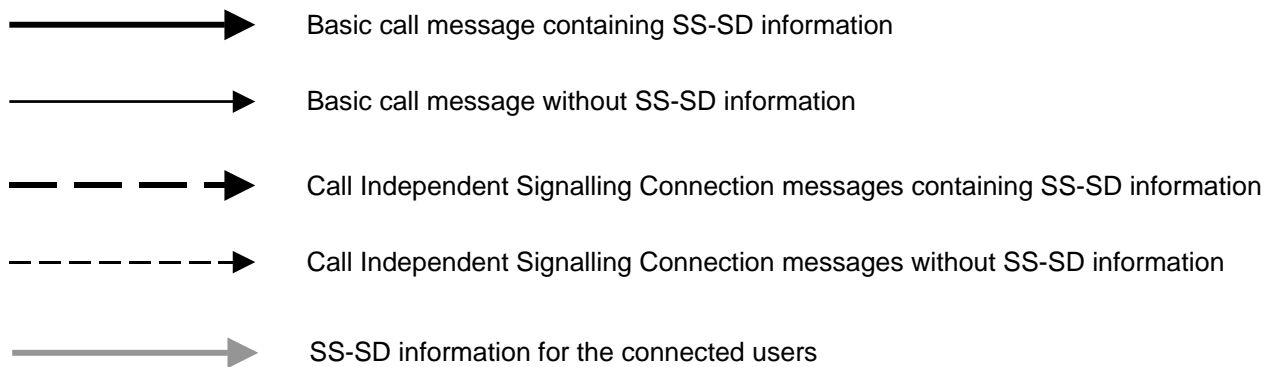 Basic call message containing SS-SD information
Basic call message without SS-SD information
Call Independent Signalling Connection messages containing SS-SD information
Call Independent Signalling Connection messages without SS-SD information
SS-SD information for the connected users